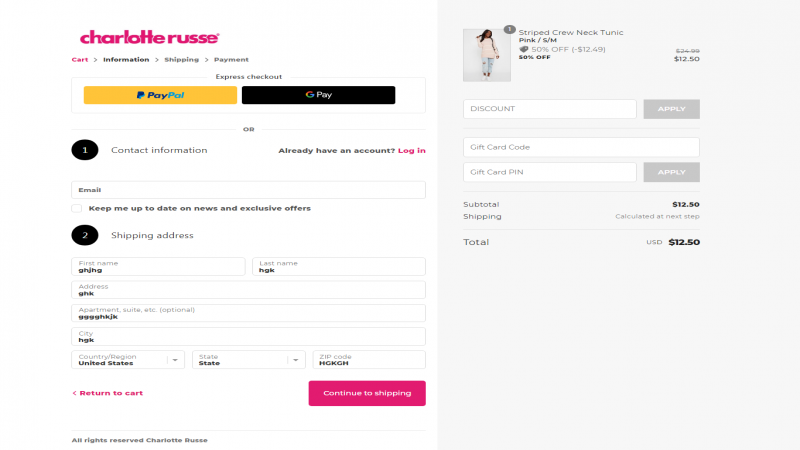 charlotte russe
Cart > Information > Shipping > Payment
Express checkout
PayPal
G Pay
OR
1 Contact information
Already have an account? Log in
Email
Keep me up to date on news and exclusive offers
2 Shipping address
First name
ghjhg
Last name
hgk
Address
ghk
Apartment, suite, etc. (optional)
gggghkjk
City
hgk
Country/Region
United States
State
State
ZIP code
HGKGH
< Return to cart
Continue to shipping
All rights reserved Charlotte Russe
1
Striped Crew Neck Tunic
Pink / S/M
50% OFF (-$12.49)
50% OFF
$24.99
$12.50
DISCOUNT
APPLY
Gift Card Code
Gift Card PIN
APPLY
Subtotal $12.50
Shipping Calculated at next step
Total USD $12.50